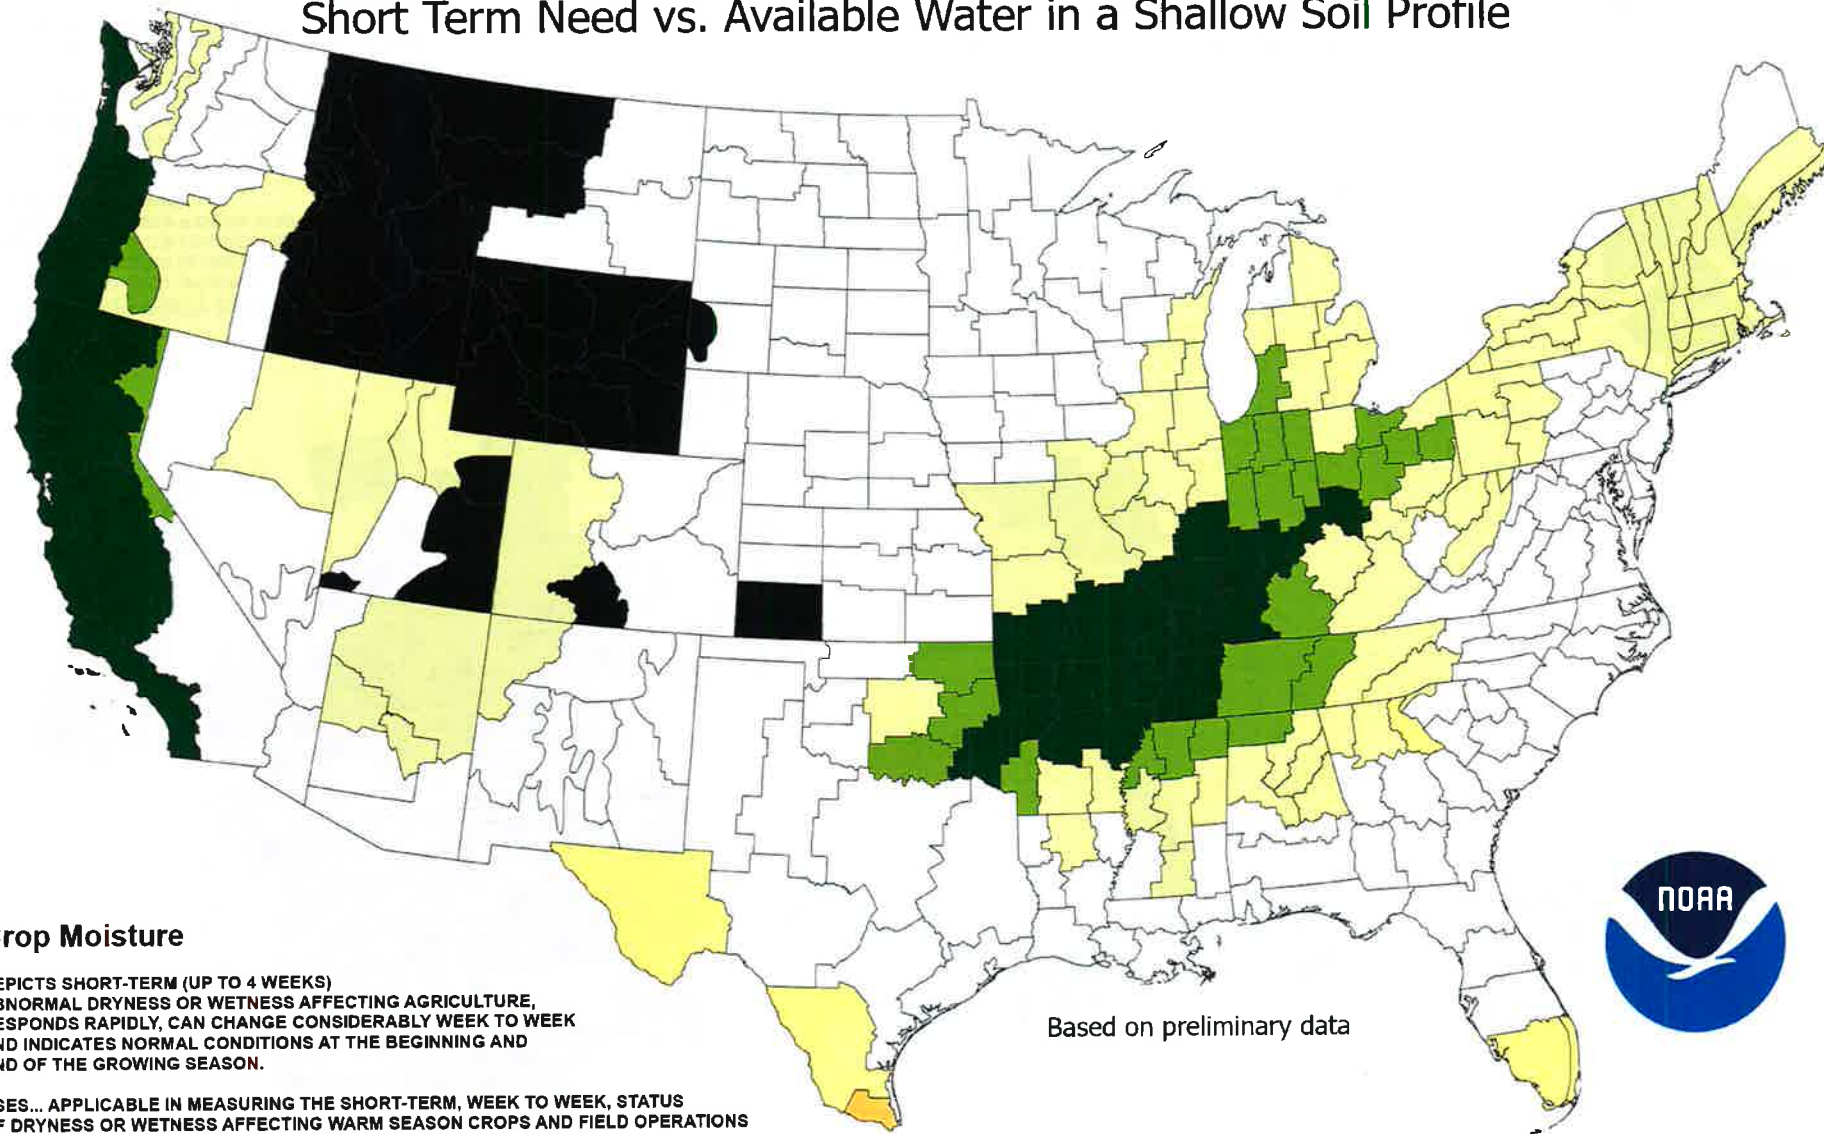 Short Term Need vs. Available Water in a Shallow Soil Profile
NOAA
rop Moisture
EPICTS SHORT-TERM (UP TO 4 WEEKS)
BNORMAL DRYNESS OR WETNESS AFFECTING AGRICULTURE,
ESPONDS RAPIDLY, CAN CHANGE CONSIDERABLY WEEK TO WEEK
ND INDICATES NORMAL CONDITIONS AT THE BEGINNING AND
ND OF THE GROWING SEASON.
Based on preliminary data
SES... APPLICABLE IN MEASURING THE SHORT-TERM, WEEK TO WEEK, STATUS
F DRYNESS OR WETNESS AFFECTING WARM SEASON CROPS AND FIELD OPERATIONS